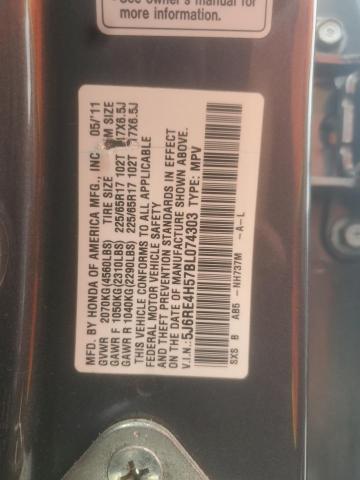 See owner's manual for
more information.
MFD. BY HONDA OF AMERICA MFG., INC 05/'11
GVWR 2070KG(4560LBS) TIRE SIZE RIM SIZE
GAWR F 1050KG(2310LBS) 225/65R17 102T 17X6.5J
GAWR R 1040KG(2290LBS) 225/65R17 102T 17X6.5J
THIS VEHICLE CONFORMS TO ALL APPLICABLE
FEDERAL MOTOR VEHICLE SAFETY
AND THEFT PREVENTION STANDARDS IN EFFECT
ON THE DATE OF MANUFACTURE SHOWN ABOVE.
V.I.N.:5J6RE4H57BL074303 TYPE: MPV
SXS B AB5 -NH737M -A-L